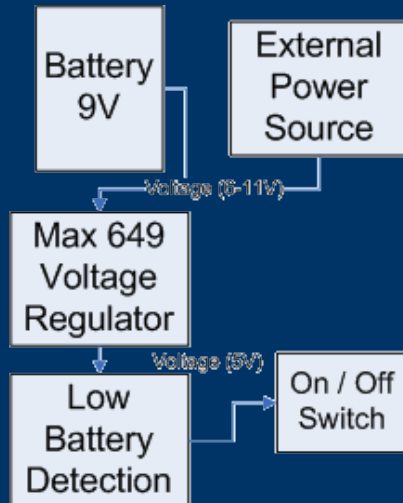 Battery
9V
External
Power
Source
Voltage (6-11V)
Max 649
Voltage
Regulator
Voltage (5V)
Low
Battery
Detection
On / Off
Switch